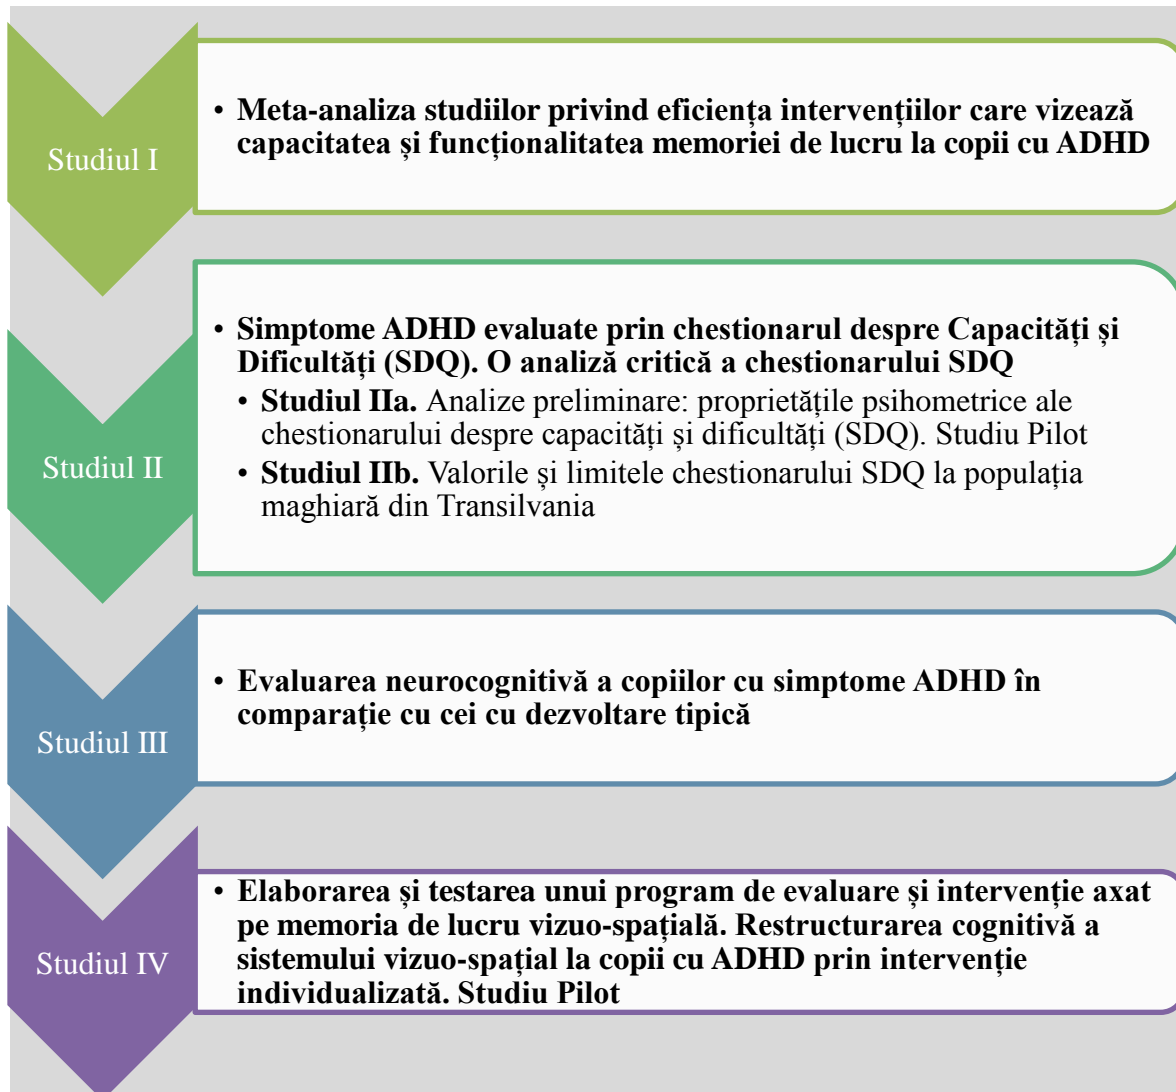 Studiul I
• Meta-analiza studiilor privind eficiența intervențiilor care vizează
capacitatea și funcționalitatea memoriei de lucru la copii cu ADHD
Studiul II
• Simptome ADHD evaluate prin chestionarul despre Capacități și
Dificultăți (SDQ). O analiză critică a chestionarului SDQ
• Studiul IIa. Analize preliminare: proprietățile psihometrice ale
chestionarului despre capacități și dificultăți (SDQ). Studiu Pilot
• Studiul IIb. Valorile și limitele chestionarului SDQ la populația
maghiară din Transilvania
Studiul III
• Evaluarea neurocognitivă a copiilor cu simptome ADHD în
comparație cu cei cu dezvoltare tipică
Studiul IV
• Elaborarea și testarea unui program de evaluare și intervenție axat
pe memoria de lucru vizuo-spațială. Restructurarea cognitivă a
sistemului vizuo-spațial la copii cu ADHD prin intervenție
individualizată. Studiu Pilot